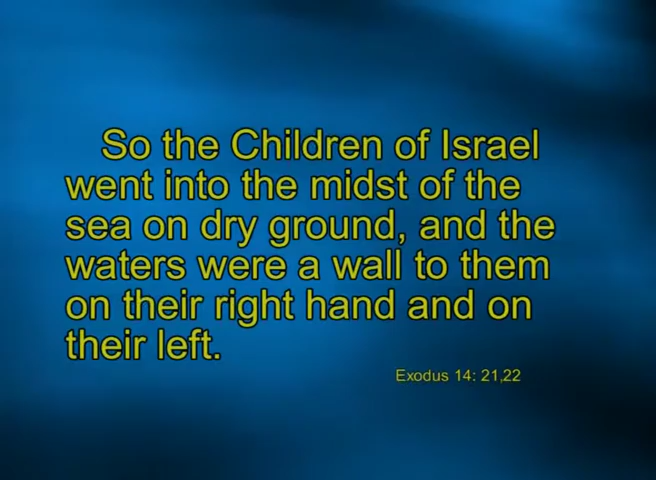 So the Children of Israel
went into the midst of the
sea on dry ground, and the
waters were a wall to them
on their right hand and on
their left.
Exodus 14: 21,22